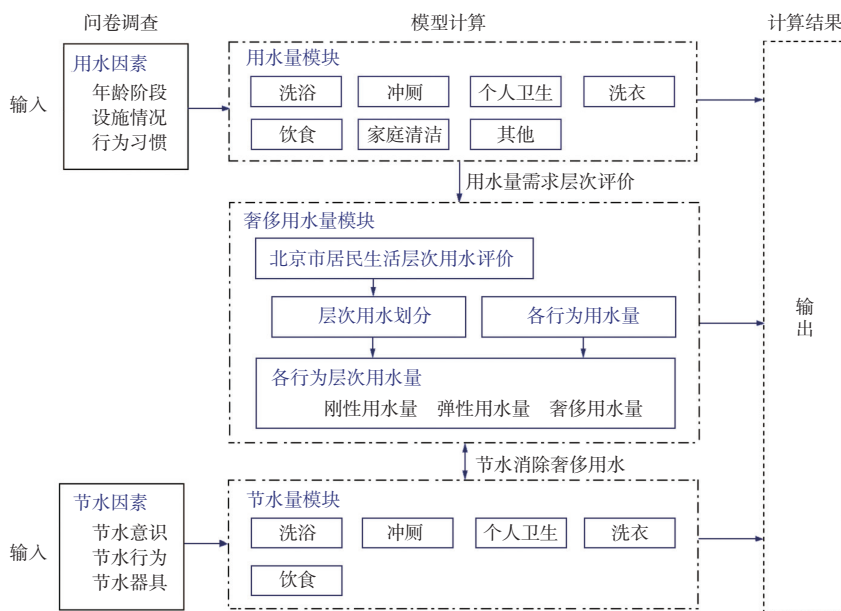 问卷调查
模型计算
计算结果
输入
用水因素
年龄阶段
设施情况
行为习惯
用水量模块
洗浴
冲厕
个人卫生
洗衣
饮食
家庭清洁
其他
用水量需求层次评价
奢侈用水量模块
北京市居民生活层次用水评价
层次用水划分
各行为用水量
各行为层次用水量
刚性用水量 弹性用水量 奢侈用水量
输出
节水消除奢侈用水
输入
节水因素
节水意识
节水行为
节水器具
节水量模块
洗浴
冲厕
个人卫生
洗衣
饮食